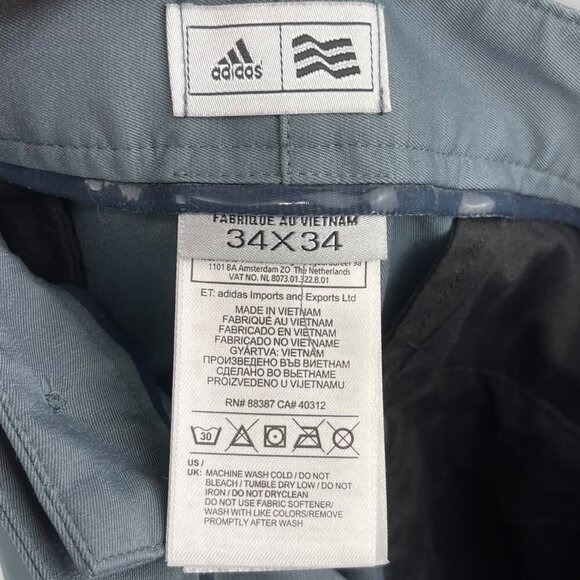 adidas
FABRIQUÉ AU VIETNAM
34X34
1101 BA Amsterdam ZO The Netherlands
VAT NO. NL 8073.01.322.B.01
ET: adidas Imports and Exports Ltd
MADE IN VIETNAM
FABRIQUÉ AU VIETNAM
FABRICADO EN VIETNAM
FABRICADO NO VIETNAME
GYÁRTVA: VIETNÁM
ПРОИЗВЕДЕНО ВЪВ ВИЕТНАМ
СДЕЛАНО ВО ВЬЕТНАМЕ
PROIZVEDENO U VIJETNAMU
RN# 88387 CA# 40312
30
US /
UK: MACHINE WASH COLD / DO NOT
BLEACH / TUMBLE DRY LOW / DO NOT
IRON / DO NOT DRYCLEAN
DO NOT USE FABRIC SOFTENER/
WASH WITH LIKE COLORS/REMOVE
PROMPTLY AFTER WASH